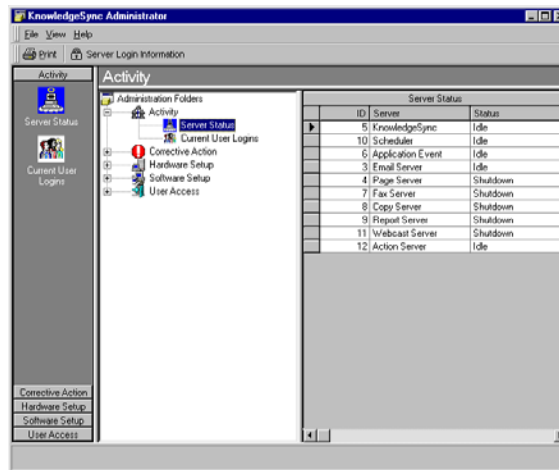 KnowledgeSync Administrator
File View Help
Print Server Login Information
Activity
Server Status
Current User
Logins
Corrective Action
Hardware Setup
Software Setup
User Access
Activity
Administration Folders
Activity
Server Status
Current User Logins
Corrective Action
Hardware Setup
Software Setup
User Access
Server Status
ID Server Status
5 KnowledgeSync Idle
10 Scheduler Idle
6 Application Event Idle
3 Email Server Idle
4 Page Server Shutdown
7 Fax Server Shutdown
8 Copy Server Shutdown
9 Report Server Shutdown
11 Webcast Server Shutdown
12 Action Server Idle